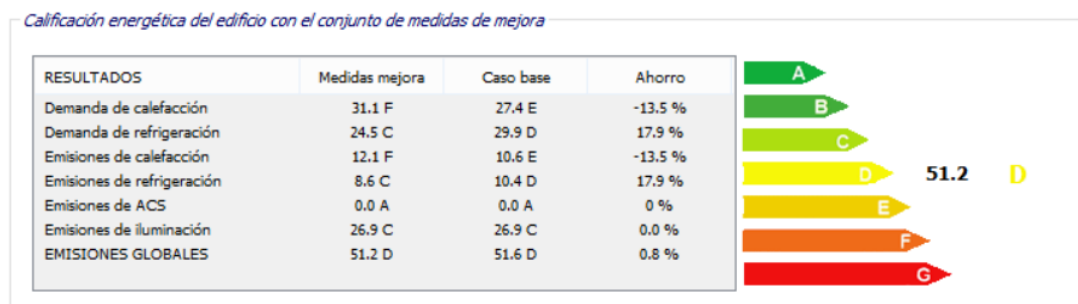 Calificación energética del edificio con el conjunto de medidas de mejora
RESULTADOS Medidas mejora Caso base Ahorro
Demanda de calefacción 31.1 F 27.4 E -13.5 %
Demanda de refrigeración 24.5 C 29.9 D 17.9 %
Emisiones de calefacción 12.1 F 10.6 E -13.5 %
Emisiones de refrigeración 8.6 C 10.4 D 17.9 %
Emisiones de ACS 0.0 A 0.0 A 0 %
Emisiones de iluminación 26.9 C 26.9 C 0.0 %
EMISIONES GLOBALES 51.2 D 51.6 D 0.8 %
A
B
C
D 51.2 D
E
F
G